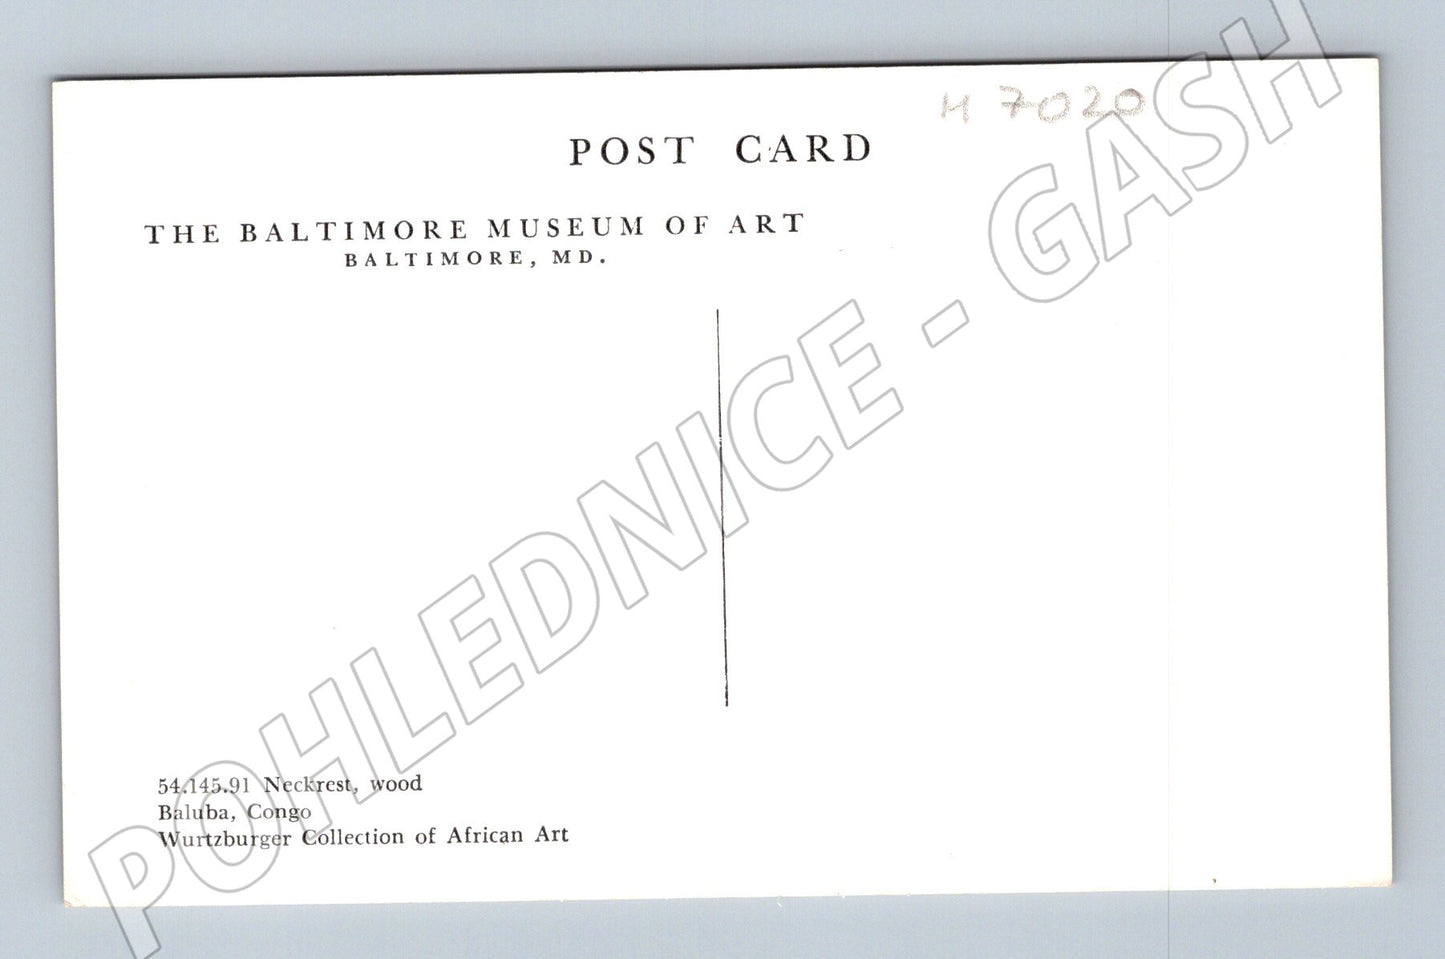 M 7020
POST CARD
THE BALTIMORE MUSEUM OF ART
BALTIMORE, MD.
POHLEDNICE - GASH
54.145.91 Neckrest, wood
Baluba, Congo
Wurtzburger Collection of African Art